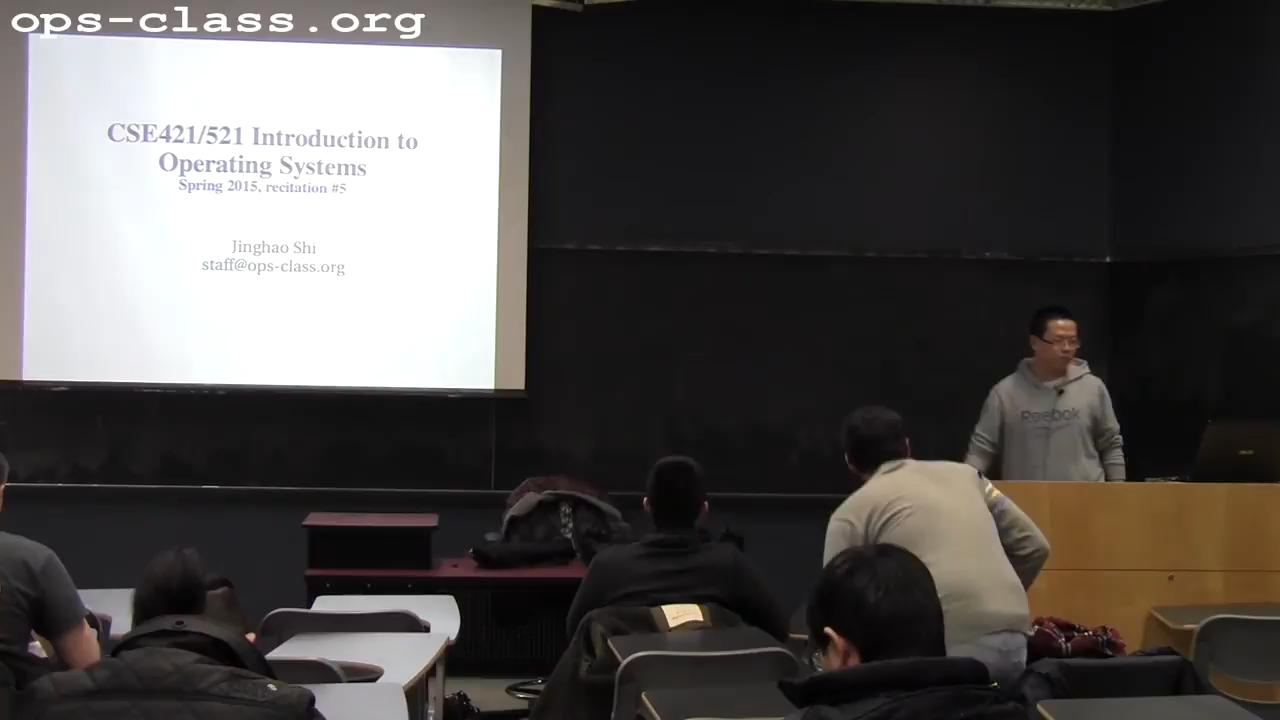 ops-class.org
CSE421/521 Introduction to
Operating Systems
Spring 2015, recitation #5
Jinghao Shi
staff@ops-class.org
Reebok